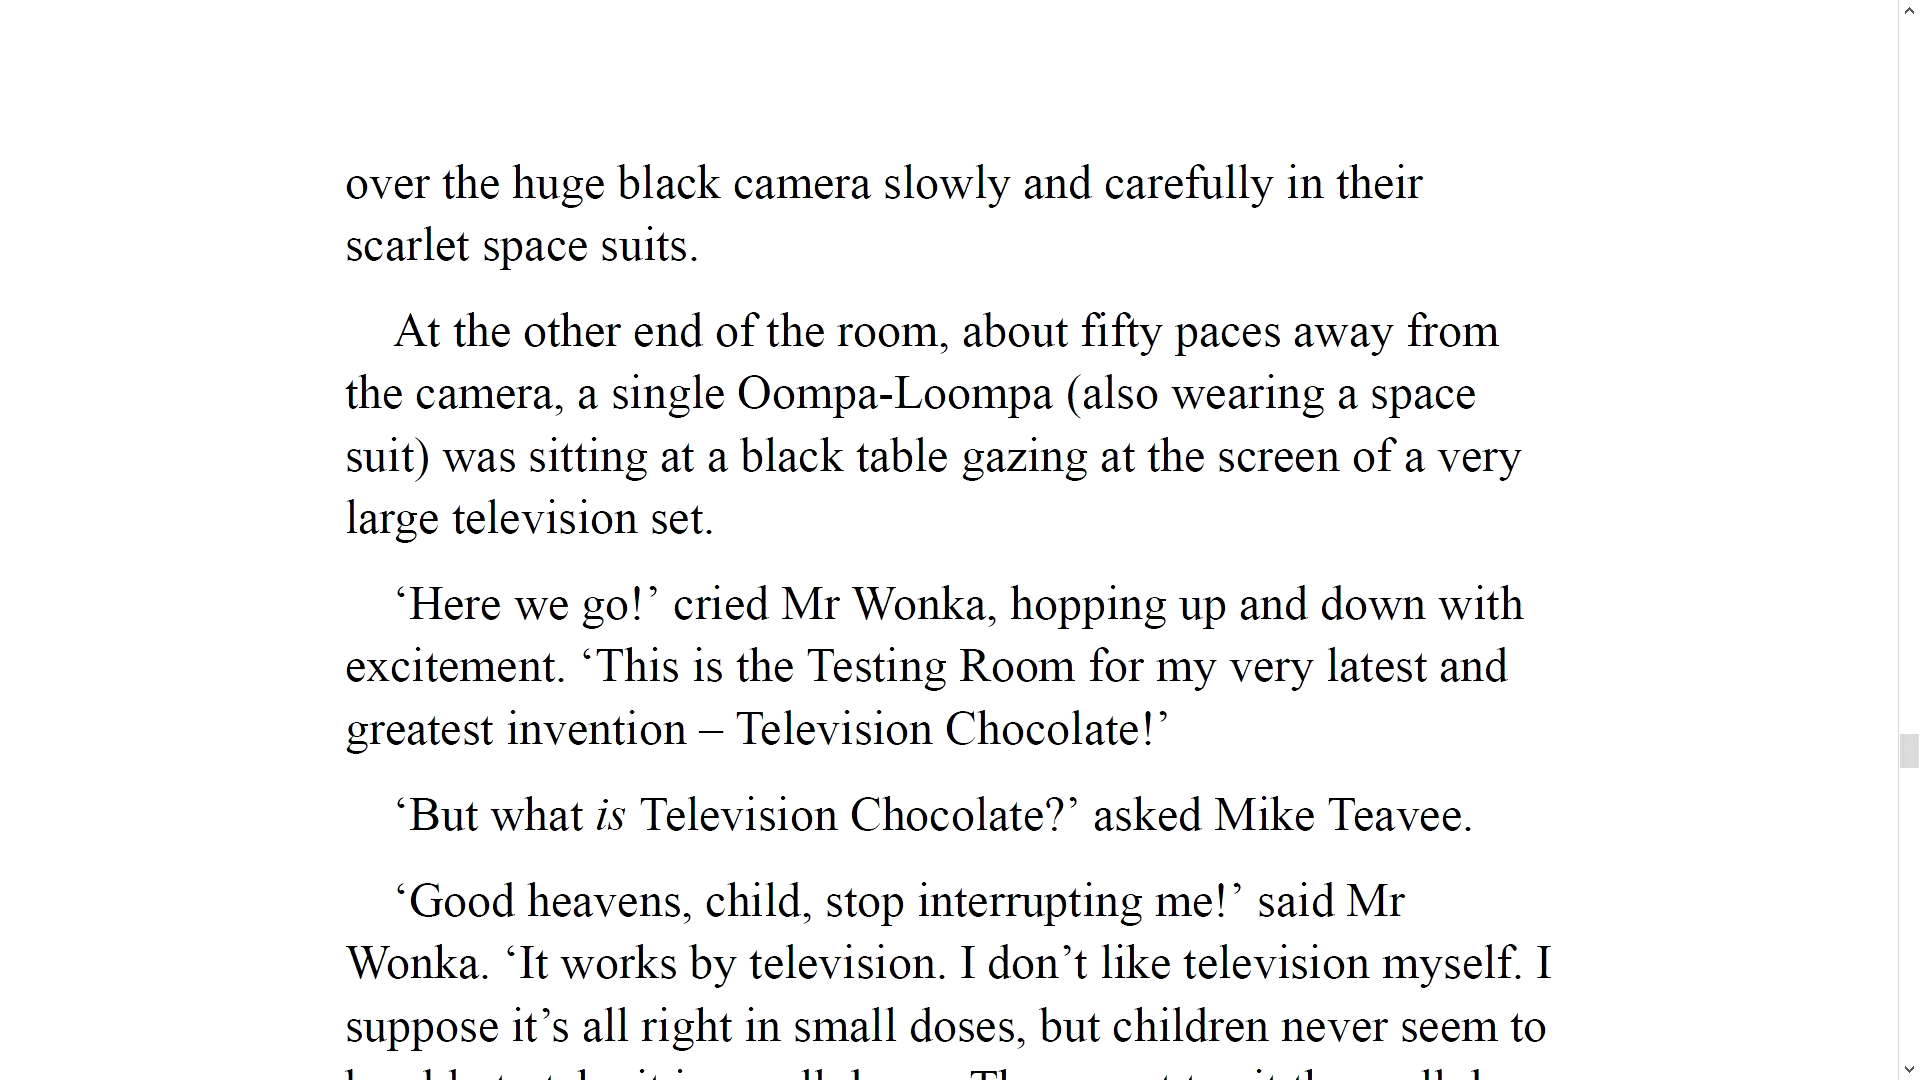 over the huge black camera slowly and carefully in their
scarlet space suits.
At the other end of the room, about fifty paces away from
the camera, a single Oompa-Loompa (also wearing a space
suit) was sitting at a black table gazing at the screen of a very
large television set.
‘Here we go!’ cried Mr Wonka, hopping up and down with
excitement. ‘This is the Testing Room for my very latest and
greatest invention – Television Chocolate!’
‘But what is Television Chocolate?’ asked Mike Teavee.
‘Good heavens, child, stop interrupting me!’ said Mr
Wonka. ‘It works by television. I don’t like television myself. I
suppose it’s all right in small doses, but children never seem to